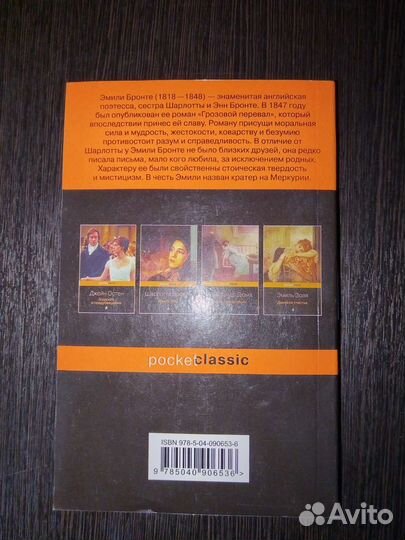 Эмили Бронте (1818 — 1848) — знаменитая английская
поэтесса, сестра Шарлотты и Энн Бронте. В 1847 году
был опубликован ее роман «Грозовой перевал», который
впоследствии принес ей славу. Роману присущи моральная
сила и мудрость, жестокости, коварству и безумию
противостоит разум и справедливость. В отличие от
Шарлотты у Эмили Бронте не было близких друзей, она редко
писала письма, мало кого любила, за исключением родных.
Характеру ее были свойственны стоическая твердость
и мистицизм. В честь Эмили назван кратер на Меркурии.
Джейн Остен
Эмиль Золя
pocketclassic
ISBN 978-5-04-090653-6
9 785040 906536 >
Avito